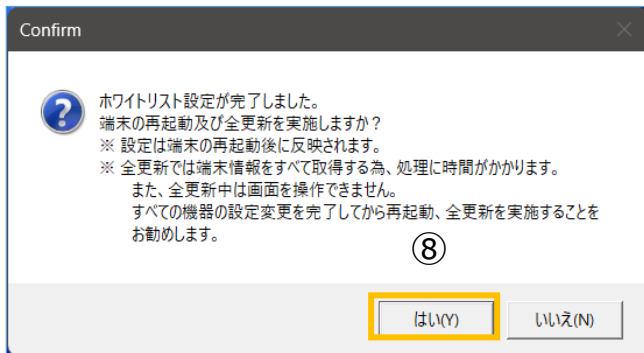 Confirm
ホワイトリスト設定が完了しました。
端末の再起動及び全更新を実施しますか？
※ 設定は端末の再起動後に反映されます。
※ 全更新では端末情報をすべて取得する為、処理に時間がかかります。
また、全更新中は画面を操作できません。
すべての機器の設定変更を完了してから再起動、全更新を実施することを
お勧めします。
⑧
はい(Y)
いいえ(N)